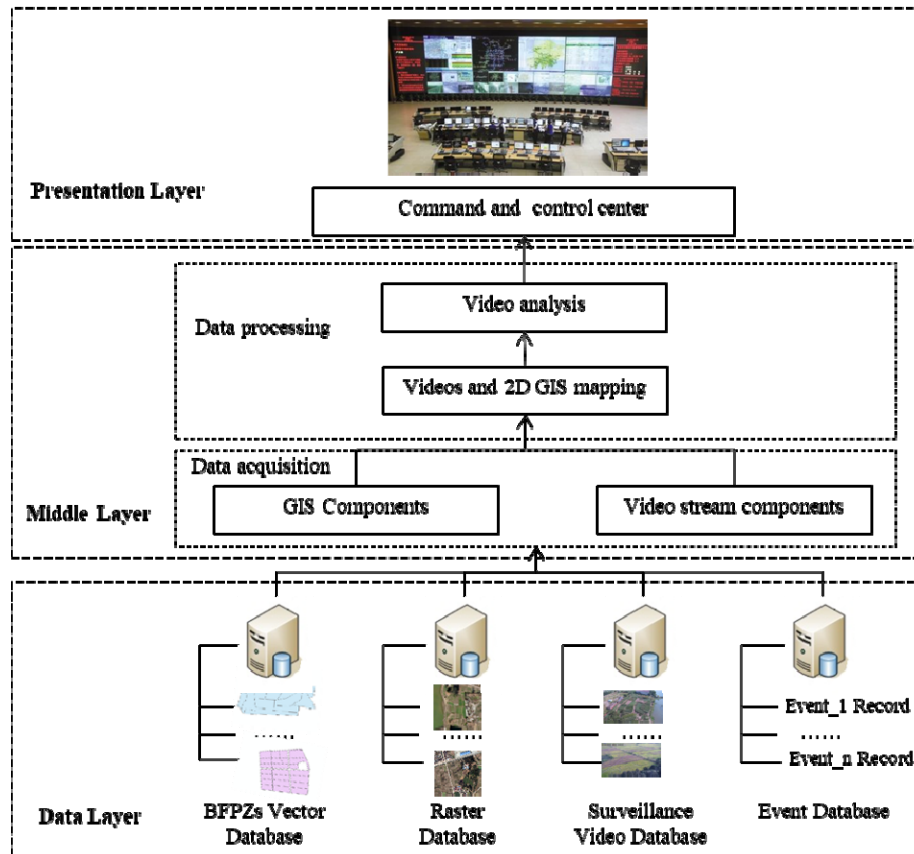 Presentation Layer
Command and control center
Data processing
Video analysis
Videos and 2D GIS mapping
Data acquisition
Middle Layer
GIS Components
Video stream components
Event_1 Record
......
......
......
......
Event_n Record
Data Layer
BFPZs Vector
Database
Raster
Database
Surveillance
Video Database
Event Database